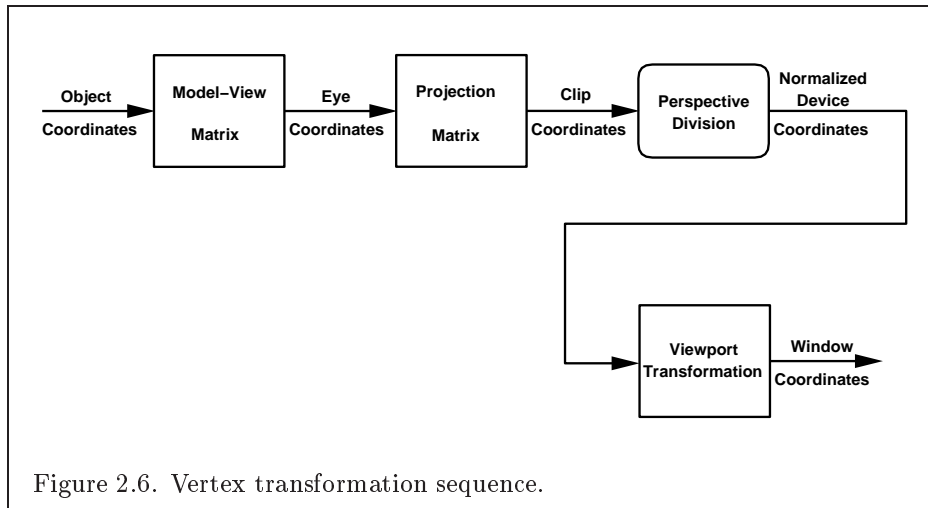 Object
Coordinates
Model–View
Matrix
Eye
Coordinates
Projection
Matrix
Clip
Coordinates
Perspective
Division
Normalized
Device
Coordinates
Viewport
Transformation
Window
Coordinates
Figure 2.6. Vertex transformation sequence.